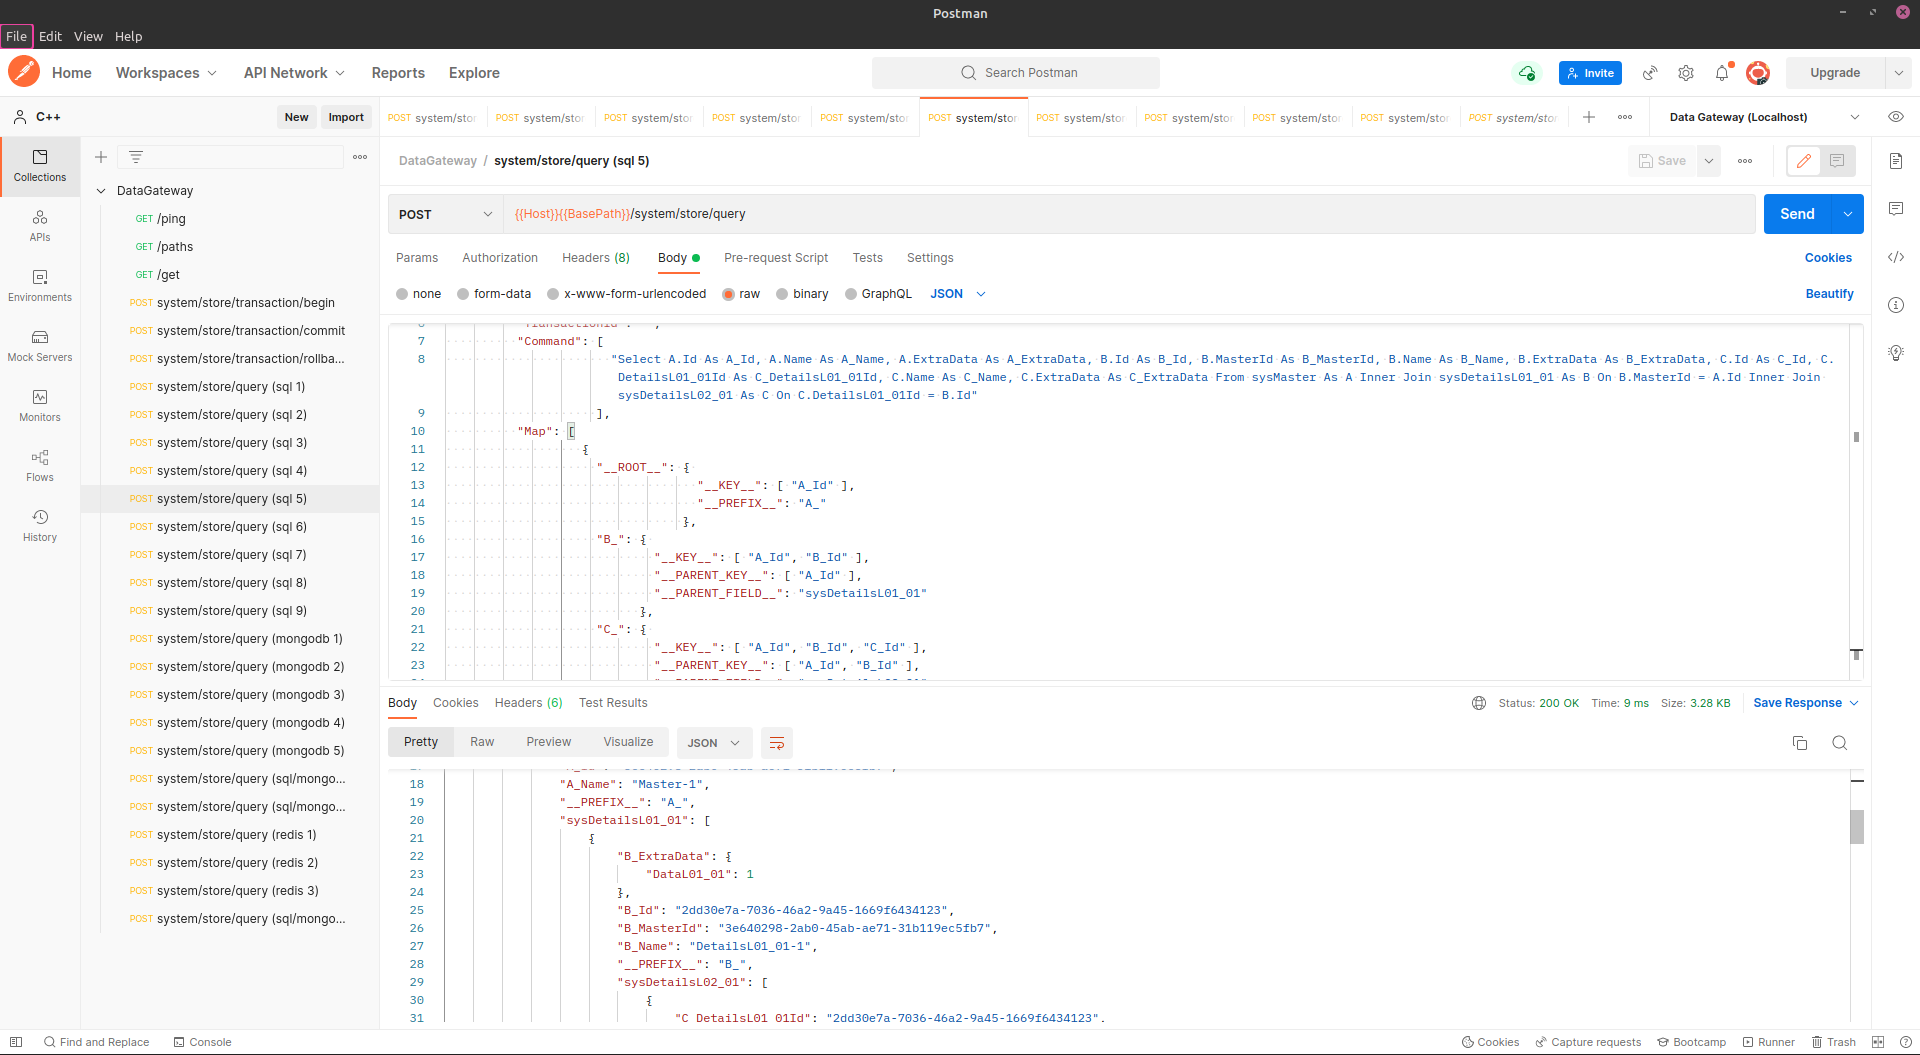 Postman
File Edit View Help
Home Workspaces API Network Reports Explore
Search Postman
Invite
Upgrade
C++
New
Import
POST system/stor
POST system/stor
POST system/stor
POST system/stor
POST system/stor
POST system/stor
POST system/stor
POST system/stor
POST system/stor
POST system/stor
POST system/stor
Data Gateway (Localhost)
Collections
APIs
Environments
Mock Servers
Monitors
Flows
History
DataGateway
GET /ping
GET /paths
GET /get
POST system/store/transaction/begin
POST system/store/transaction/commit
POST system/store/transaction/rollba...
POST system/store/query (sql 1)
POST system/store/query (sql 2)
POST system/store/query (sql 3)
POST system/store/query (sql 4)
POST system/store/query (sql 5)
POST system/store/query (sql 6)
POST system/store/query (sql 7)
POST system/store/query (sql 8)
POST system/store/query (sql 9)
POST system/store/query (mongodb 1)
POST system/store/query (mongodb 2)
POST system/store/query (mongodb 3)
POST system/store/query (mongodb 4)
POST system/store/query (mongodb 5)
POST system/store/query (sql/mongo...
POST system/store/query (sql/mongo...
POST system/store/query (redis 1)
POST system/store/query (redis 2)
POST system/store/query (redis 3)
POST system/store/query (sql/mongo...
DataGateway / system/store/query (sql 5)
Save
POST {{Host}}{{BasePath}}/system/store/query
Send
Params Authorization Headers (8) Body Pre-request Script Tests Settings
Cookies
none form-data x-www-form-urlencoded raw binary GraphQL JSON
Beautify
7 "Command": [
8 "Select A.Id As A_Id, A.Name As A_Name, A.ExtraData As A_ExtraData, B.Id As B_Id, B.MasterId As B_MasterId, B.Name As B_Name, B.ExtraData As B_ExtraData, C.Id As C_Id, C.
DetailsL01_01Id As C_DetailsL01_01Id, C.Name As C_Name, C.ExtraData As C_ExtraData From sysMaster As A Inner Join sysDetailsL01_01 As B On B.MasterId = A.Id Inner Join
sysDetailsL02_01 As C On C.DetailsL01_01Id = B.Id"
9 ],
10 "Map": [
11 {
12 "__ROOT__": {
13 "__KEY__": [ "A_Id" ],
14 "__PREFIX__": "A_"
15 },
16 "B_": {
17 "__KEY__": [ "A_Id", "B_Id" ],
18 "__PARENT_KEY__": [ "A_Id" ],
19 "__PARENT_FIELD__": "sysDetailsL01_01"
20 },
21 "C_": {
22 "__KEY__": [ "A_Id", "B_Id", "C_Id" ],
23 "__PARENT_KEY__": [ "A_Id", "B_Id" ],
Body Cookies Headers (6) Test Results
Status: 200 OK Time: 9 ms Size: 3.28 KB
Save Response
Pretty Raw Preview Visualize JSON
18 "A_Name": "Master-1",
19 "__PREFIX__": "A_",
20 "sysDetailsL01_01": [
21 {
22 "B_ExtraData": {
23 "DataL01_01": 1
24 },
25 "B_Id": "2dd30e7a-7036-46a2-9a45-1669f6434123",
26 "B_MasterId": "3e640298-2ab0-45ab-ae71-31b119ec5fb7",
27 "B_Name": "DetailsL01_01-1",
28 "__PREFIX__": "B_",
29 "sysDetailsL02_01": [
30 {
31 "C_DetailsL01_01Id": "2dd30e7a-7036-46a2-9a45-1669f6434123",
Find and Replace
Console
Cookies
Capture requests
Bootcamp
Runner
Trash